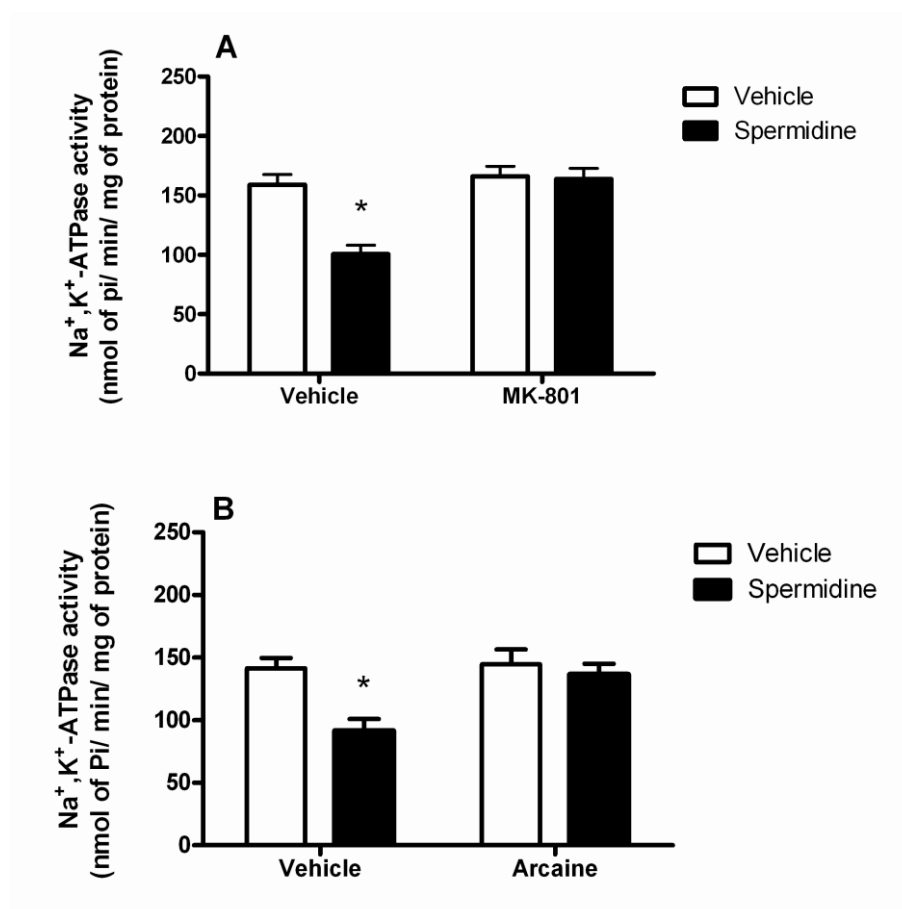 A
Na+,K+-ATPase activity
(nmol of pi/ min/ mg of protein)
250
200
150
100
50
0
*
Vehicle
MK-801
Vehicle
Spermidine
B
Na+,K+-ATPase activity
(nmol of Pi/ min/ mg of protein)
250
200
150
100
50
0
*
Vehicle
Arcaine
Vehicle
Spermidine